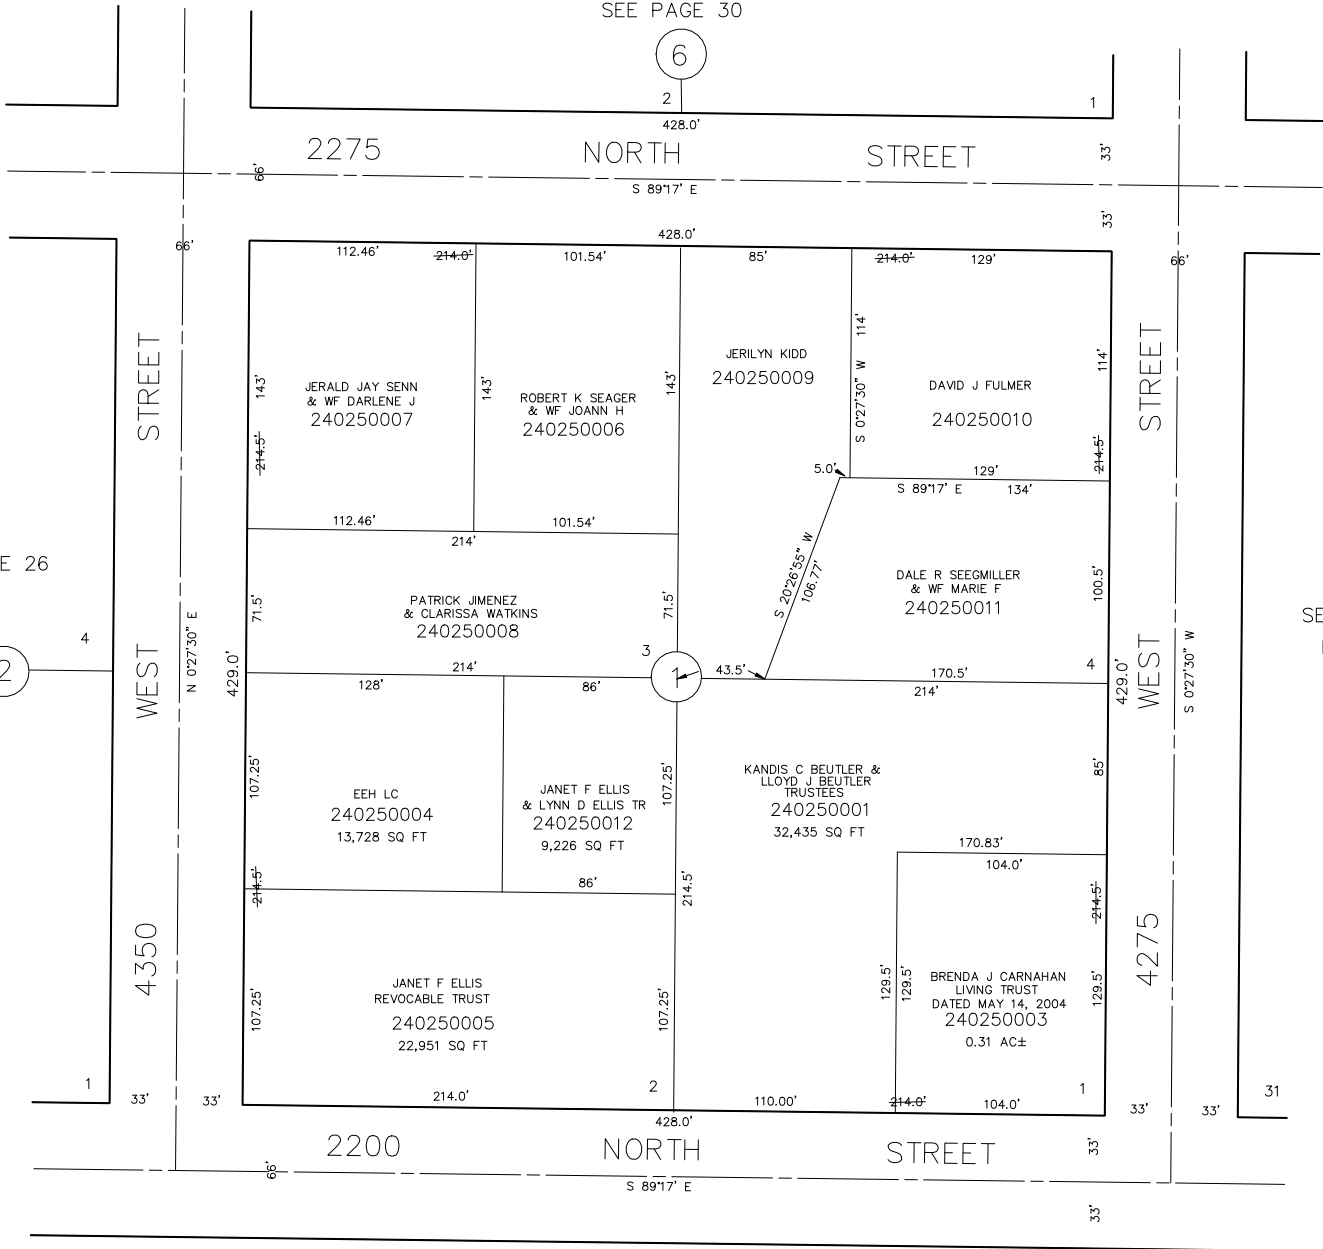 SEE PAGE 30
6
2
1
428.0'
2275 NORTH STREET
33'
66'
S 89°17' E
33'
66'
428.0'
66'
112.46'
214.0'
101.54'
85'
214.0'
129'
STREET
143'
214.5'
JERALD JAY SENN
& WF DARLENE J
240250007
143'
ROBERT K SEAGER
& WF JOANN H
240250006
143'
JERILYN KIDD
240250009
114'
S 0°27'30" W
DAVID J FULMER
240250010
114'
214.5'
STREET
5.0'
129'
S 89°17' E
134'
112.46'
101.54'
214'
E 26
4
2
71.5'
PATRICK JIMENEZ
& CLARISSA WATKINS
240250008
71.5'
S 20°26'55" W
106.77'
DALE R SEEGMILLER
& WF MARIE F
240250011
100.5'
SE
N 0°27'30" E
WEST
429.0'
214'
3
1
43.5'
170.5'
4
214'
429.0'
WEST
S 0°27'30" W
128'
86'
107.25'
EEH LC
240250004
13,728 SQ FT
JANET F ELLIS
& LYNN D ELLIS TR
240250012
9,226 SQ FT
107.25'
KANDIS C BEUTLER &
LLOYD J BEUTLER
TRUSTEES
240250001
32,435 SQ FT
85'
170.83'
104.0'
214.5'
86'
214.5'
214.5'
4350
107.25'
JANET F ELLIS
REVOCABLE TRUST
240250005
22,951 SQ FT
107.25'
129.5'
129.5'
BRENDA J CARNAHAN
LIVING TRUST
DATED MAY 14, 2004
240250003
0.31 AC±
129.5'
4275
1
33'
33'
214.0'
2
110.00'
214.0'
104.0'
1
33'
33'
31
428.0'
2200 NORTH STREET
33'
66'
S 89°17' E
33'